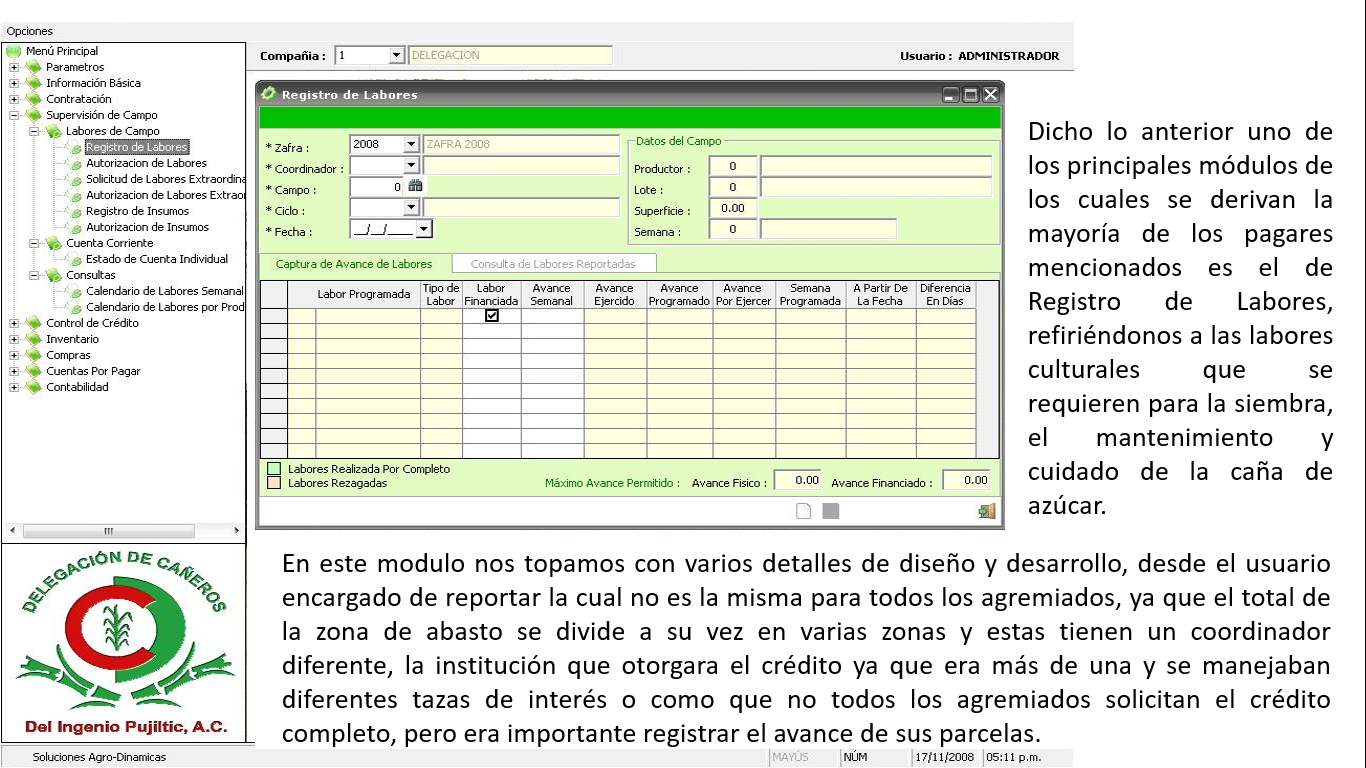 Opciones
Menú Principal
Parametros
Información Básica
Contratación
Supervisión de Campo
Labores de Campo
Registro de Labores
Autorizacion de Labores
Solicitud de Labores Extraordina
Autorizacion de Labores Extraor
Registro de Insumos
Autorizacion de Insumos
Cuenta Corriente
Estado de Cuenta Individual
Consultas
Calendario de Labores Semanal
Calendario de Labores por Prod
Control de Crédito
Inventario
Compras
Cuentas Por Pagar
Contabilidad
DELEGACIÓN DE CAÑEROS
Del Ingenio Pujiltic, A.C.
Compañia : 1 DELEGACION Usuario : ADMINISTRADOR
Registro de Labores
* Zafra : 2008 ZAFRA 2008
* Coordinador :
* Campo : 0
* Ciclo :
* Fecha : __/__/____
Datos del Campo
Productor : 0
Lote : 0
Superficie : 0.00
Semana : 0
Captura de Avance de Labores Consulta de Labores Reportadas
Labor Programada
Tipo de Labor
Labor Financiada
Avance Semanal
Avance Ejercido
Avance Programado
Avance Por Ejercer
Semana Programada
A Partir De La Fecha
Diferencia En Días
Labores Realizada Por Completo
Labores Rezagadas
Máximo Avance Permitido : Avance Fisico : 0.00 Avance Financiado : 0.00
Dicho lo anterior uno de
los principales módulos de
los cuales se derivan la
mayoría de los pagares
mencionados es el de
Registro de Labores,
refiriéndonos a las labores
culturales que se
requieren para la siembra,
el mantenimiento y
cuidado de la caña de
azúcar.
En este modulo nos topamos con varios detalles de diseño y desarrollo, desde el usuario
encargado de reportar la cual no es la misma para todos los agremiados, ya que el total de
la zona de abasto se divide a su vez en varias zonas y estas tienen un coordinador
diferente, la institución que otorgara el crédito ya que era más de una y se manejaban
diferentes tazas de interés o como que no todos los agremiados solicitan el crédito
completo, pero era importante registrar el avance de sus parcelas.
Soluciones Agro-Dinamicas MAYÚS NÚM 17/11/2008 05:11 p.m.